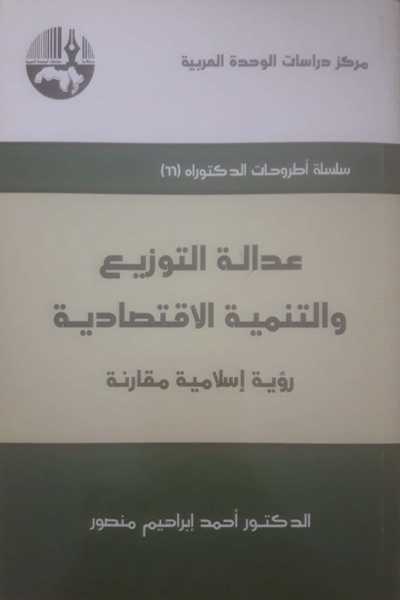 مركز دراسات الوحدة العربية
سلسلة أطروحات الدكتوراه (٦٦)
عدالة التوزيع
والتنمية الاقتصادية
رؤية إسلامية مقارنة
الدكتور أحمد إبراهيم منصور